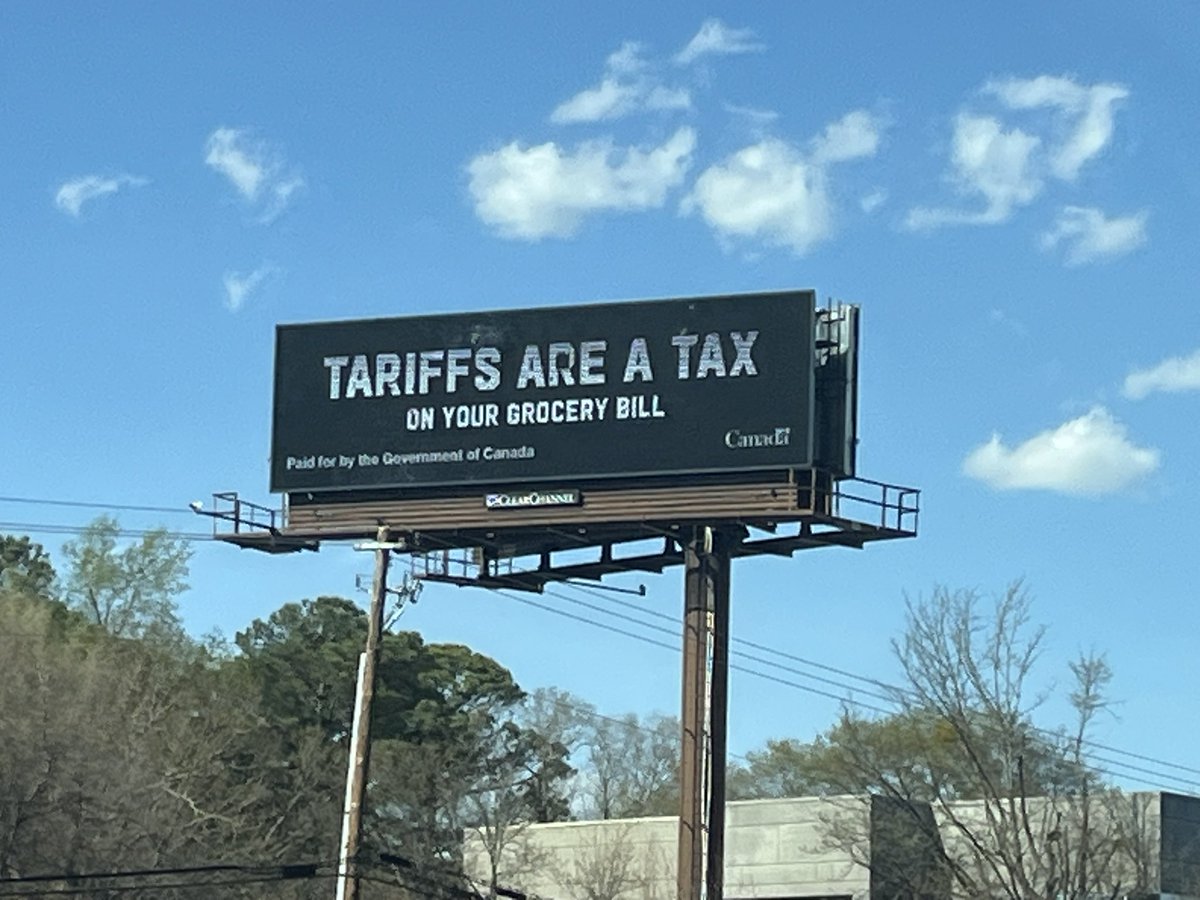 TARIFFS ARE A TAX
ON YOUR GROCERY BILL
Paid for by the Government of Canada
Canada
CLEAR CHANNEL